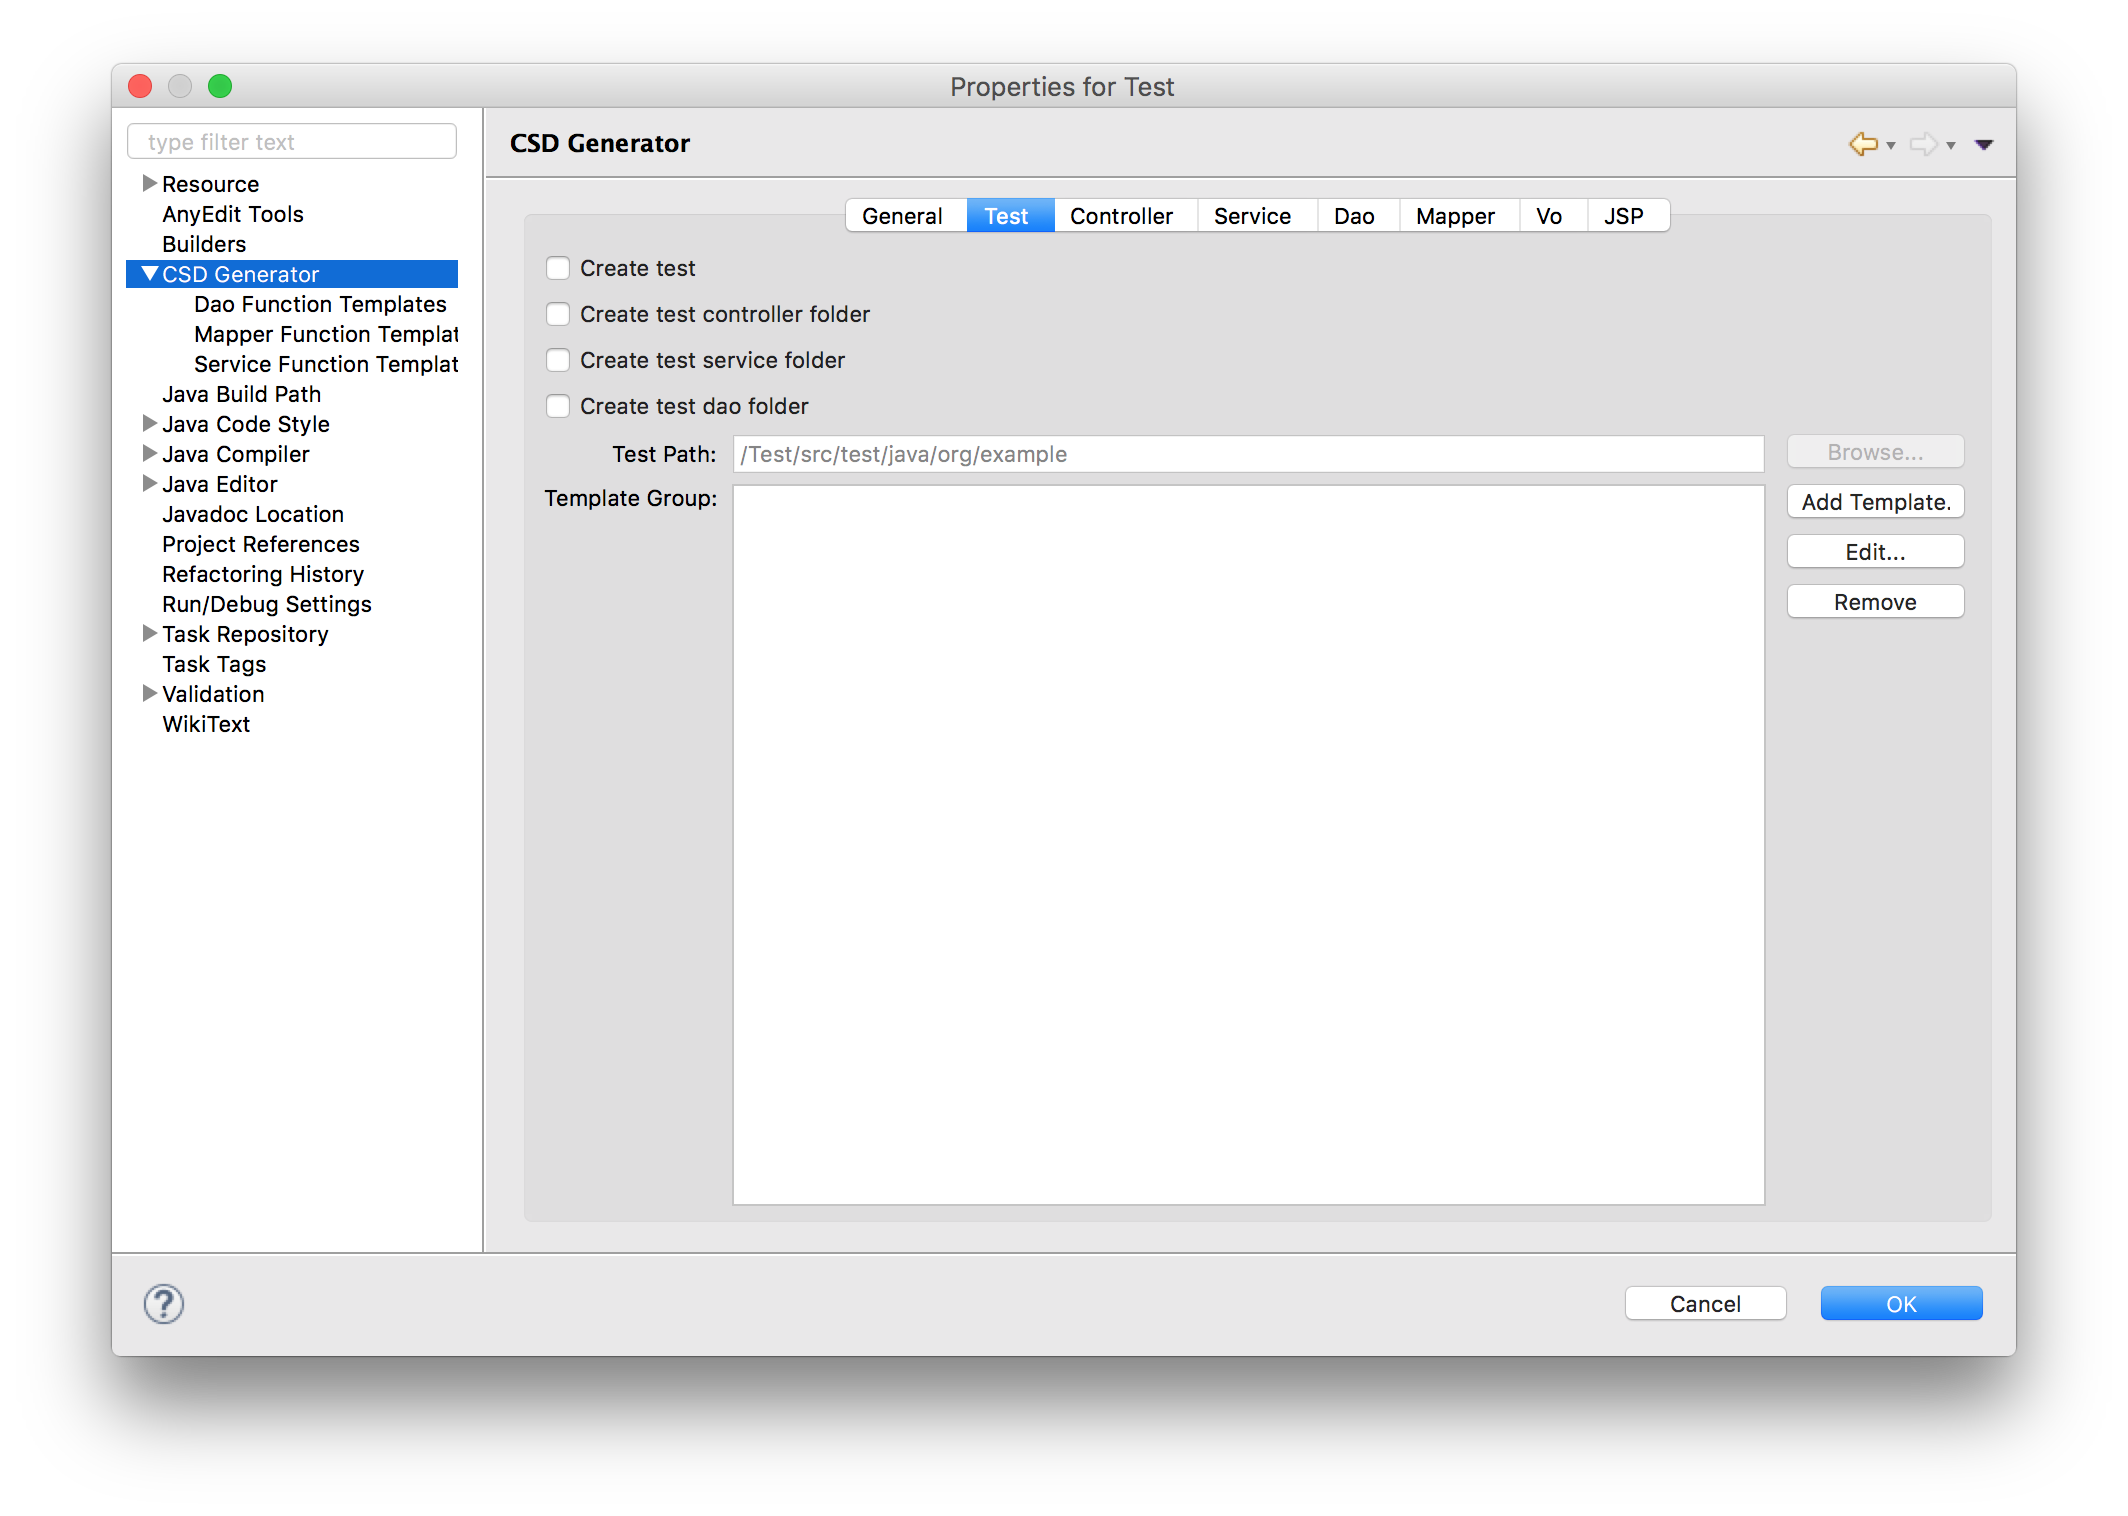 Properties for Test
type filter text
Resource
AnyEdit Tools
Builders
CSD Generator
Dao Function Templates
Mapper Function Templat
Service Function Templat
Java Build Path
Java Code Style
Java Compiler
Java Editor
Javadoc Location
Project References
Refactoring History
Run/Debug Settings
Task Repository
Task Tags
Validation
WikiText
CSD Generator
General Test Controller Service Dao Mapper Vo JSP
Create test
Create test controller folder
Create test service folder
Create test dao folder
Test Path: /Test/src/test/java/org/example Browse...
Template Group: Add Template.
Edit...
Remove
? Cancel OK